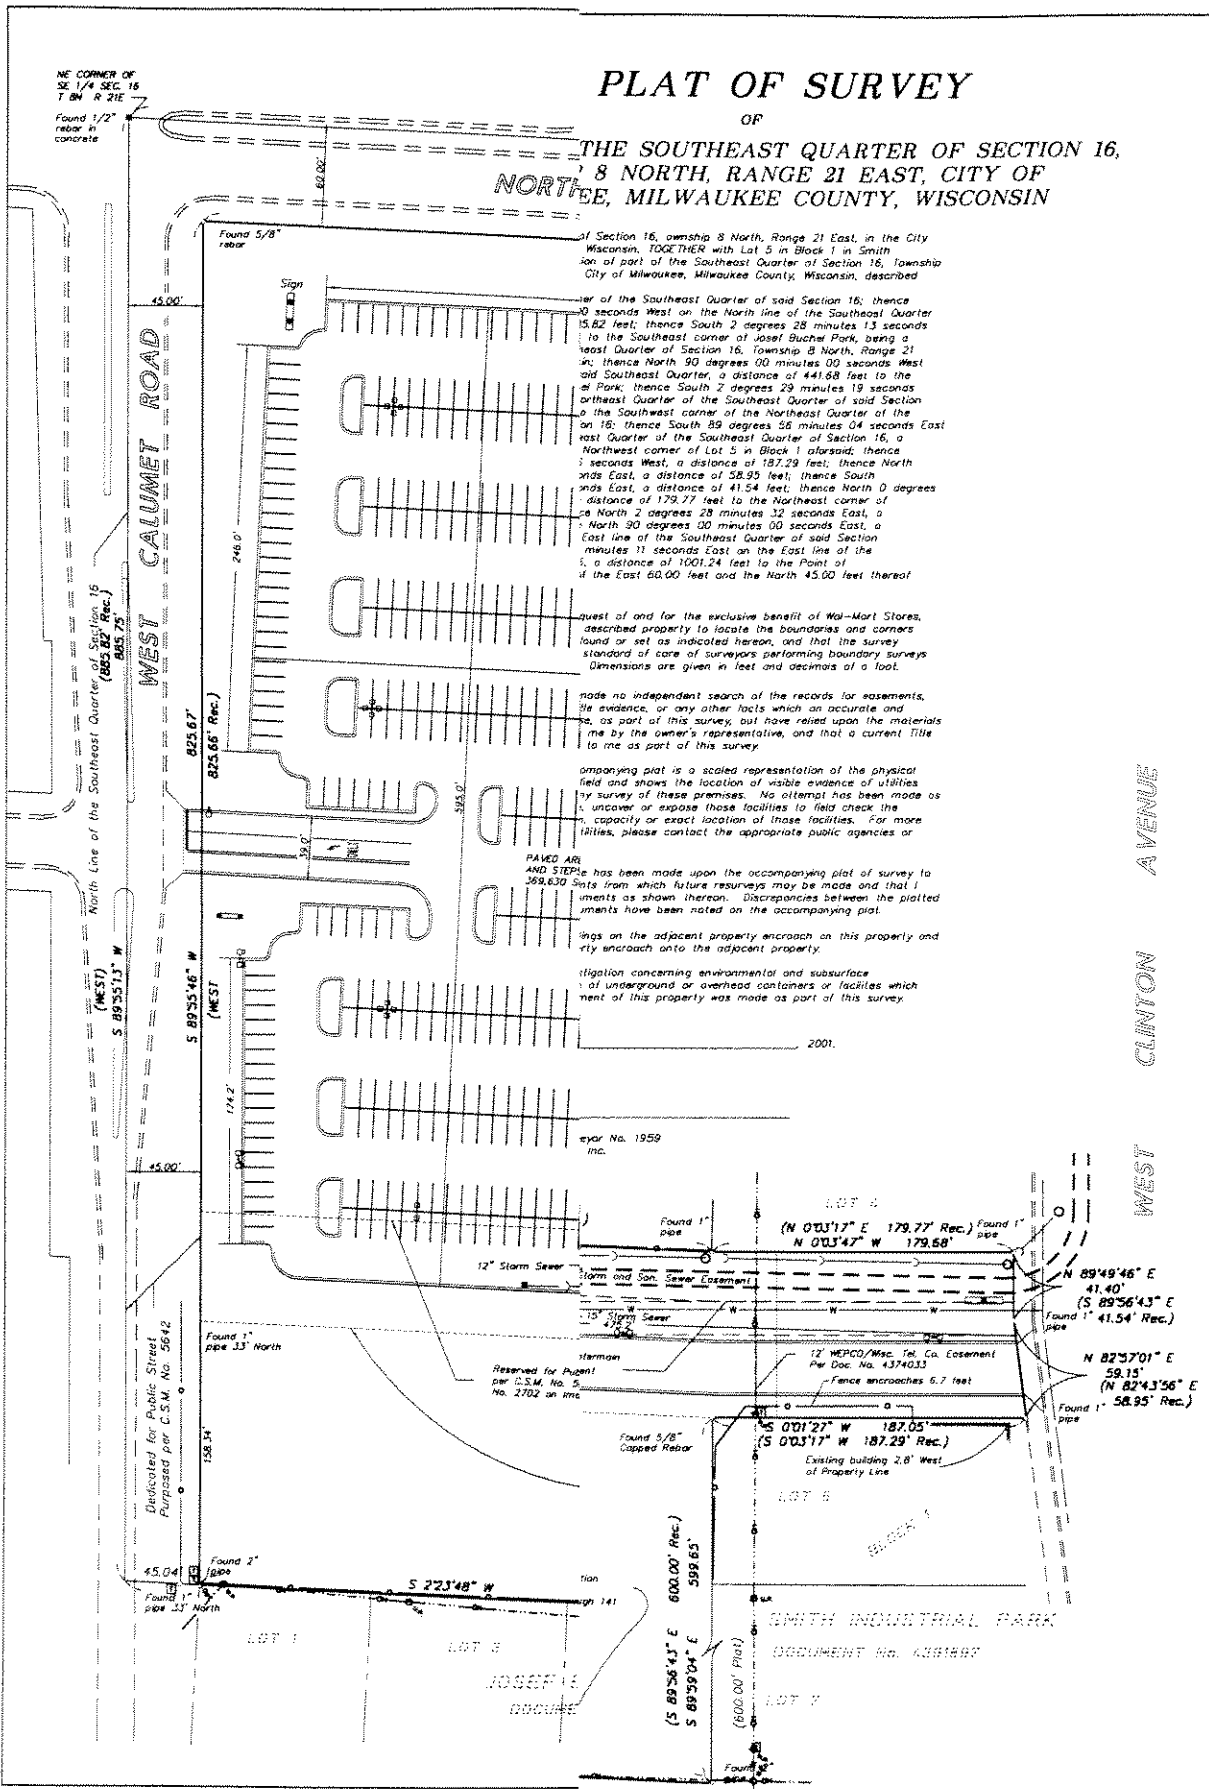 PLAT OF SURVEY
OF
THE SOUTHEAST QUARTER OF SECTION 16,
8 NORTH, RANGE 21 EAST, CITY OF
EE, MILWAUKEE COUNTY, WISCONSIN
NE CORNER OF
SE 1/4 SEC. 16
T 8N R 21E
Found 1/2"
rebar in
concrete
60.00'
NORTH
Found 5/8"
rebar
Sign
45.00'
of Section 16, ownship 8 North, Range 21 East, in the City
Wisconsin, TOGETHER with Lot 5 in Block 1 in Smith
ion of part of the Southeast Quarter of Section 16, Township
City of Milwaukee, Milwaukee County, Wisconsin, described
er of the Southeast Quarter of said Section 16; thence
0 seconds West on the North line of the Southeast Quarter
5.82 feet; thence South 2 degrees 28 minutes 13 seconds
to the Southeast corner of Josef Buchel Park, being a
heast Quarter of Section 16, Township 8 North, Range 21
in; thence North 90 degrees 00 minutes 00 seconds West
aid Southeast Quarter, a distance of 441.68 feet to the
el Park; thence South 2 degrees 29 minutes 19 seconds
ortheast Quarter of the Southeast Quarter of said Section
o the Southwest corner of the Northeast Quarter of the
on 16; thence South 89 degrees 56 minutes 04 seconds East
east Quarter of the Southeast Quarter of Section 16, a
Northwest corner of Lot 5 in Block 1 aforsaid; thence
seconds West, a distance of 187.29 feet; thence North
onds East, a distance of 58.95 feet; thence South
onds East, a distance of 41.54 feet; thence North 0 degrees
distance of 179.77 feet to the Northeast corner of
ce North 2 degrees 28 minutes 32 seconds East, a
North 90 degrees 00 minutes 00 seconds East, a
East line of the Southeast Quarter of said Section
minutes 11 seconds East on the East line of the
, a distance of 1001.24 feet to the Point of
f the East 60.00 feet and the North 45.00 feet thereof
quest of and for the exclusive benefit of Wal-Mart Stores,
described property to locate the boundaries and corners
found or set as indicated hereon, and that the survey
standard of care of surveyors performing boundary surveys
Dimensions are given in feet and decimals of a foot.
made no independent search of the records for easements,
le evidence, or any other facts which an accurate and
e, as part of this survey, but have relied upon the materials
me by the owner's representative, and that a current Title
to me as part of this survey.
ompanying plat is a scaled representation of the physical
field and shows the location of visible evidence of utilities
ny survey of these premises. No attempt has been made as
, uncover or expose those facilities to field check the
, capacity or exact location of those facilities. For more
ilities, please contact the appropriate public agencies or
e has been made upon the accompanying plat of survey to
nts from which future resurveys may be made and that I
uments as shown thereon. Discrepancies between the platted
uments have been noted on the accompanying plat.
ings on the adjacent property encroach on this property and
rty encroach onto the adjacent property.
stigation concerning environmental and subsurface
of underground or overhead containers or facilites which
ment of this property was made as part of this survey.
2001.
eyor No. 1959
Inc.
WEST CALUMET ROAD
North Line of the Southeast Quarter of Section 16
(885.82' Rec.)
885.75'
825.67'
825.66' Rec.)
(WEST)
S 89°55'13" W
S 89°55'46" W
(WEST)
246.0'
595.0'
39.0'
174.2'
45.00'
PAVED ARE
AND STEPS
369,630 S
WEST CLINTON AVENUE
LOT 4
Found 1"
pipe
(N 0°03'17" E 179.77' Rec.)
N 0°03'47" W 179.68'
Found 1"
pipe
N 89°49'46" E
41.40
(S 89°56'43" E
41.54' Rec.)
Found 1"
pipe
12" Storm Sewer
Storm and San. Sewer Easement
15" Storm Sewer
Found 1"
pipe 33' North
Reserved for Pu
per C.S.M. No. 5
No. 2702 on Im
termain
12' WEPCO/Wisc. Tel. Co. Easement
Per Doc. No. 4374033
Fence encroaches 6.7 feet
N 82°57'01" E
59.15'
(N 82°43'56" E
58.95' Rec.)
Found 1"
pipe
Found 5/8"
Capped Rebar
S 0°01'27" W 187.05'
(S 0°03'17" W 187.29' Rec.)
Existing building 2.8' West
of Property Line
LOT 6
BLOCK 1
Dedicated for Public Street
Purposed per C.S.M. No. 5642
158.34'
45.04'
Found 2"
pipe
Found 1"
pipe 33' North
S 2°23'48" W
tion
gh 141
600.00' Rec.)
599.65'
(S 89°56'43" E
S 89°59'04" E
(600.00' Plat)
SMITH INDUSTRIAL PARK
DOCUMENT No. 4381897
LOT 1
LOT 3
JOSEF
DOCUME
LOT 7
Found 2"